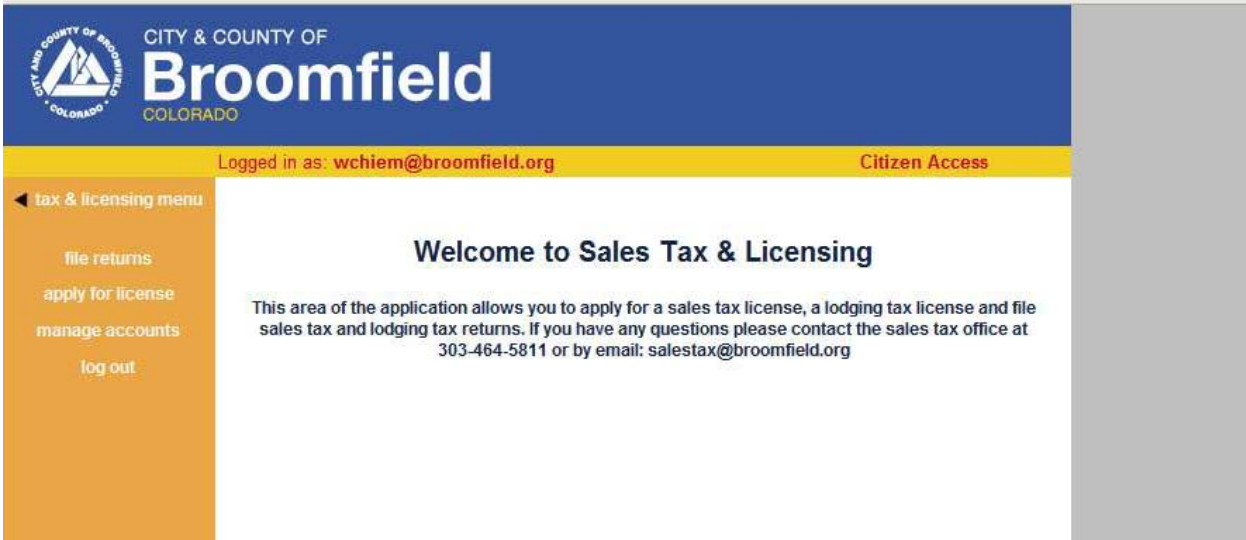 CITY AND COUNTY OF BROOMFIELD
• COLORADO •
CITY & COUNTY OF
Broomfield
COLORADO
Logged in as: wchiem@broomfield.org
Citizen Access
tax & licensing menu
file returns
apply for license
manage accounts
log out
Welcome to Sales Tax & Licensing
This area of the application allows you to apply for a sales tax license, a lodging tax license and file
sales tax and lodging tax returns. If you have any questions please contact the sales tax office at
303-464-5811 or by email: salestax@broomfield.org